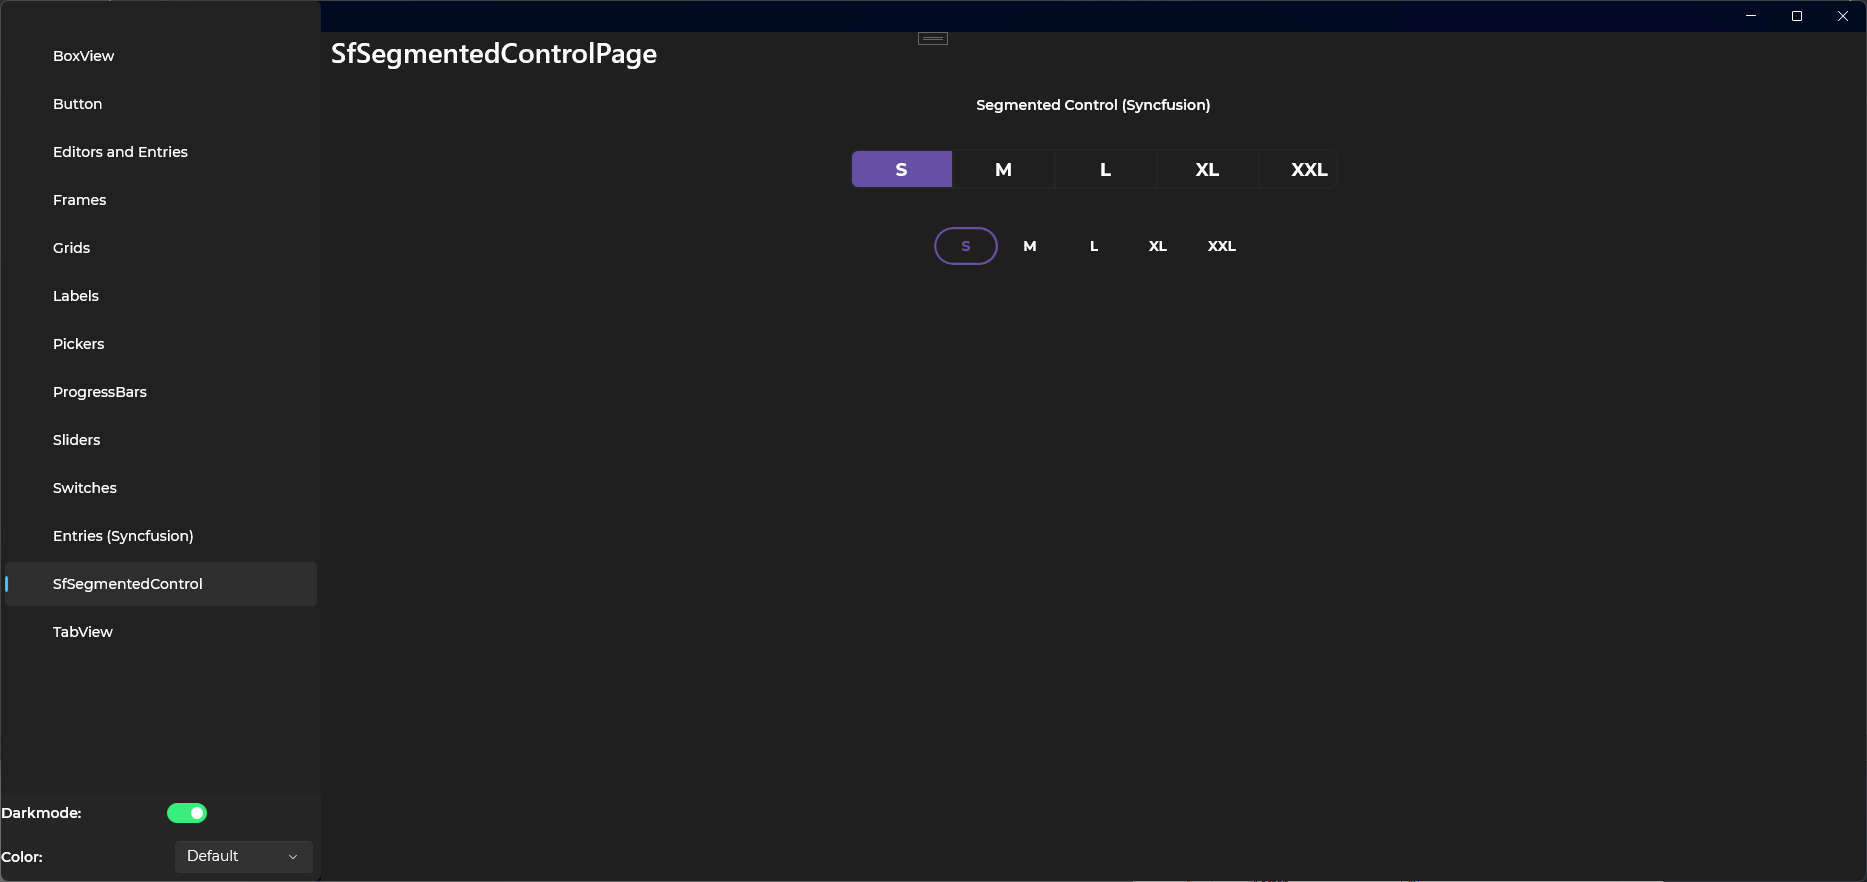 BoxView
Button
Editors and Entries
Frames
Grids
Labels
Pickers
ProgressBars
Sliders
Switches
Entries (Syncfusion)
SfSegmentedControl
TabView
Darkmode:
Color: Default
SfSegmentedControlPage
Segmented Control (Syncfusion)
S M L XL XXL
S M L XL XXL